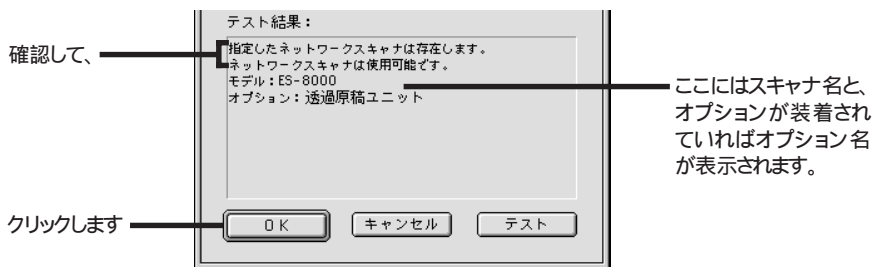 テスト結果：
確認して、
指定したネットワークスキャナは存在します。
ネットワークスキャナは使用可能です。
モデル：ES-8000
オプション：透過原稿ユニット
ここにはスキャナ名と、
オプションが装着され
ていればオプション名
が表示されます。
クリックします
OK
キャンセル
テスト